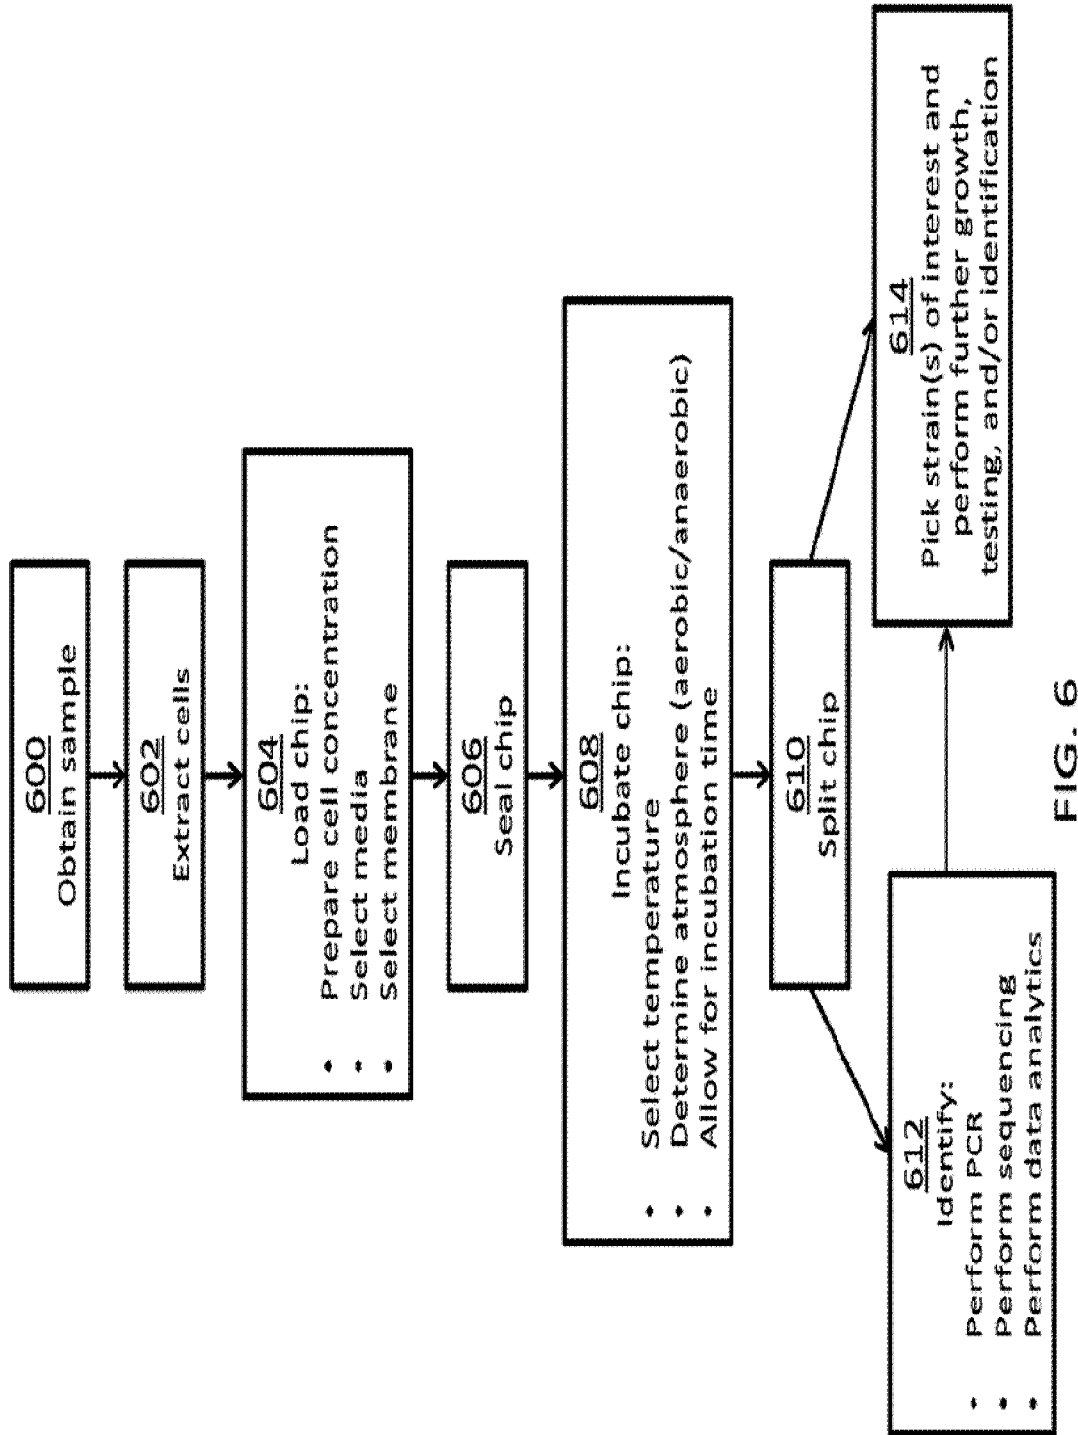 600
Obtain sample
602
Extract cells
604
Load chip:
• Prepare cell concentration
• Select media
• Select membrane
606
Seal chip
608
Incubate chip:
• Select temperature
• Determine atmosphere (aerobic/anaerobic)
• Allow for incubation time
610
Split chip
612
Identify:
• Perform PCR
• Perform sequencing
• Perform data analytics
614
Pick strain(s) of interest and
perform further growth,
testing, and/or identification
FIG. 6